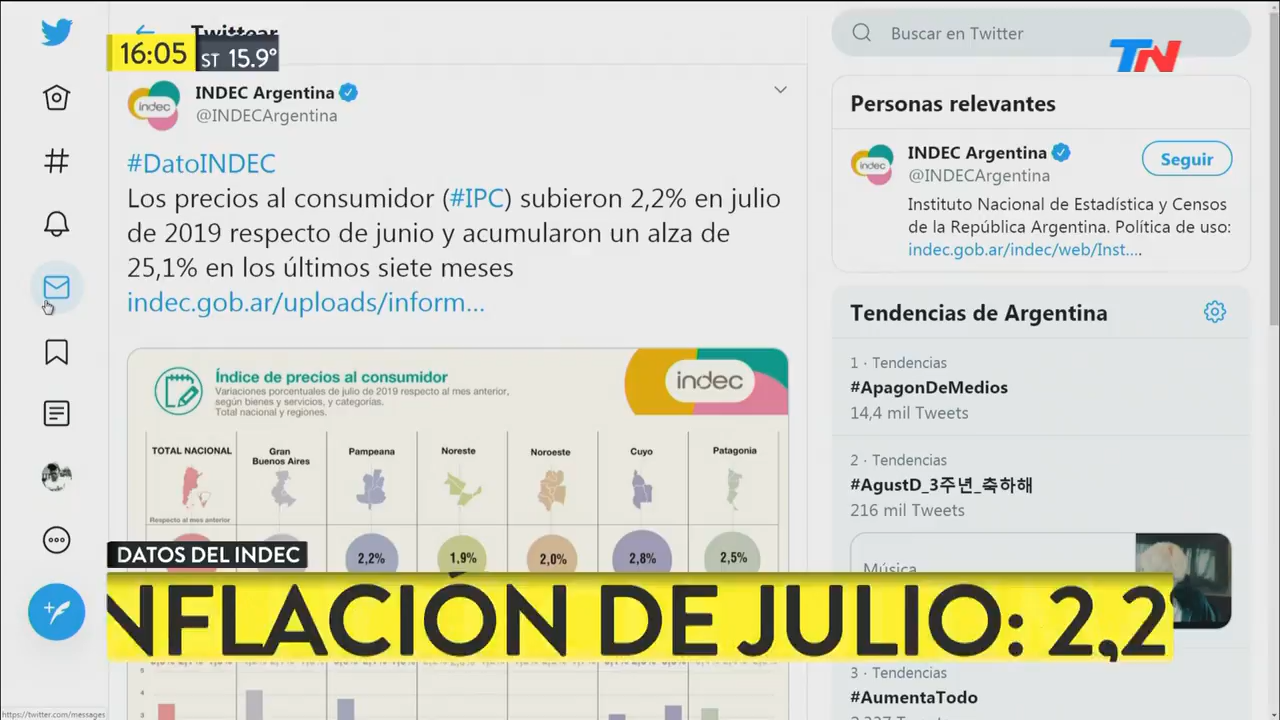 Twittear
16:05
ST 15.9°
Buscar en Twitter
TN
INDEC Argentina
@INDECArgentina
#DatoINDEC
Los precios al consumidor (#IPC) subieron 2,2% en julio
de 2019 respecto de junio y acumularon un alza de
25,1% en los últimos siete meses
indec.gob.ar/uploads/inform...
Índice de precios al consumidor
Variaciones porcentuales de julio de 2019 respecto al mes anterior,
según bienes y servicios, y categorías.
Total nacional y regiones.
indec
TOTAL NACIONAL
Gran
Buenos Aires
Pampeana
Noreste
Noroeste
Cuyo
Patagonia
Respecto al mes anterior
2,2%
1,9%
2,0%
2,8%
2,5%
DATOS DEL INDEC
NFLACIÓN DE JULIO: 2,2
5
4
3
Personas relevantes
indec
INDEC Argentina
@INDECArgentina
Seguir
Instituto Nacional de Estadística y Censos
de la República Argentina. Política de uso:
indec.gob.ar/indec/web/Inst....
Tendencias de Argentina
1 · Tendencias
#ApagonDeMedios
14,4 mil Tweets
2 · Tendencias
#AgustD_3주년_축하해
216 mil Tweets
Música
3 · Tendencias
#AumentaTodo
https://twitter.com/messages